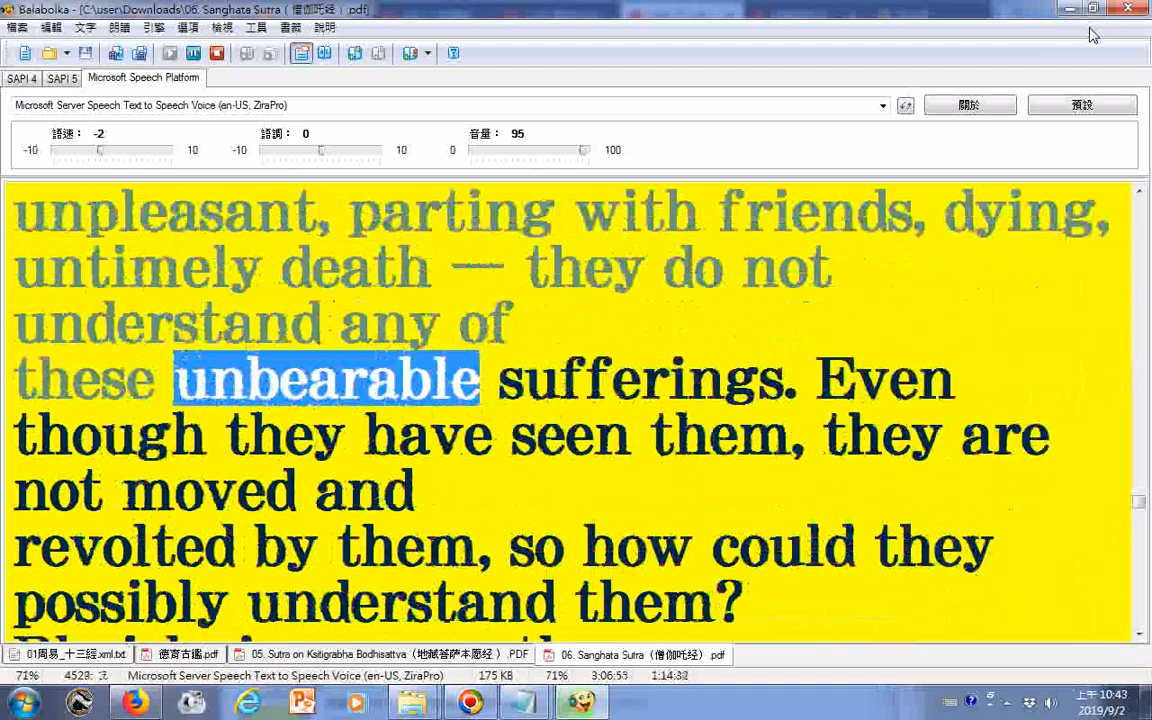 Balabolka - [C:\user\Downloads\06. Sanghata Sutra（僧伽吒经）.pdf]
檔案 編輯 文字 朗讀 引擎 選項 檢視 工具 書籤 說明
SAPI 4 SAPI 5 Microsoft Speech Platform
Microsoft Server Speech Text to Speech Voice (en-US, ZiraPro) 關於 預設
語速： -2 語調： 0 音量： 95
-10 10 -10 10 0 100
unpleasant, parting with friends, dying,
untimely death — they do not
understand any of
these unbearable sufferings. Even
though they have seen them, they are
not moved and
revolted by them, so how could they
possibly understand them?
01周易_十三經.xml.txt 德育古鑑.pdf 05. Sutra on Ksitigrabha Bodhisattva（地藏菩萨本愿经）.PDF 06. Sanghata Sutra（僧伽吒经）.pdf
71% Microsoft Server Speech Text to Speech Voice (en-US, ZiraPro) 175 KB 71% 3:06:53
上午 10:43
2019/9/2